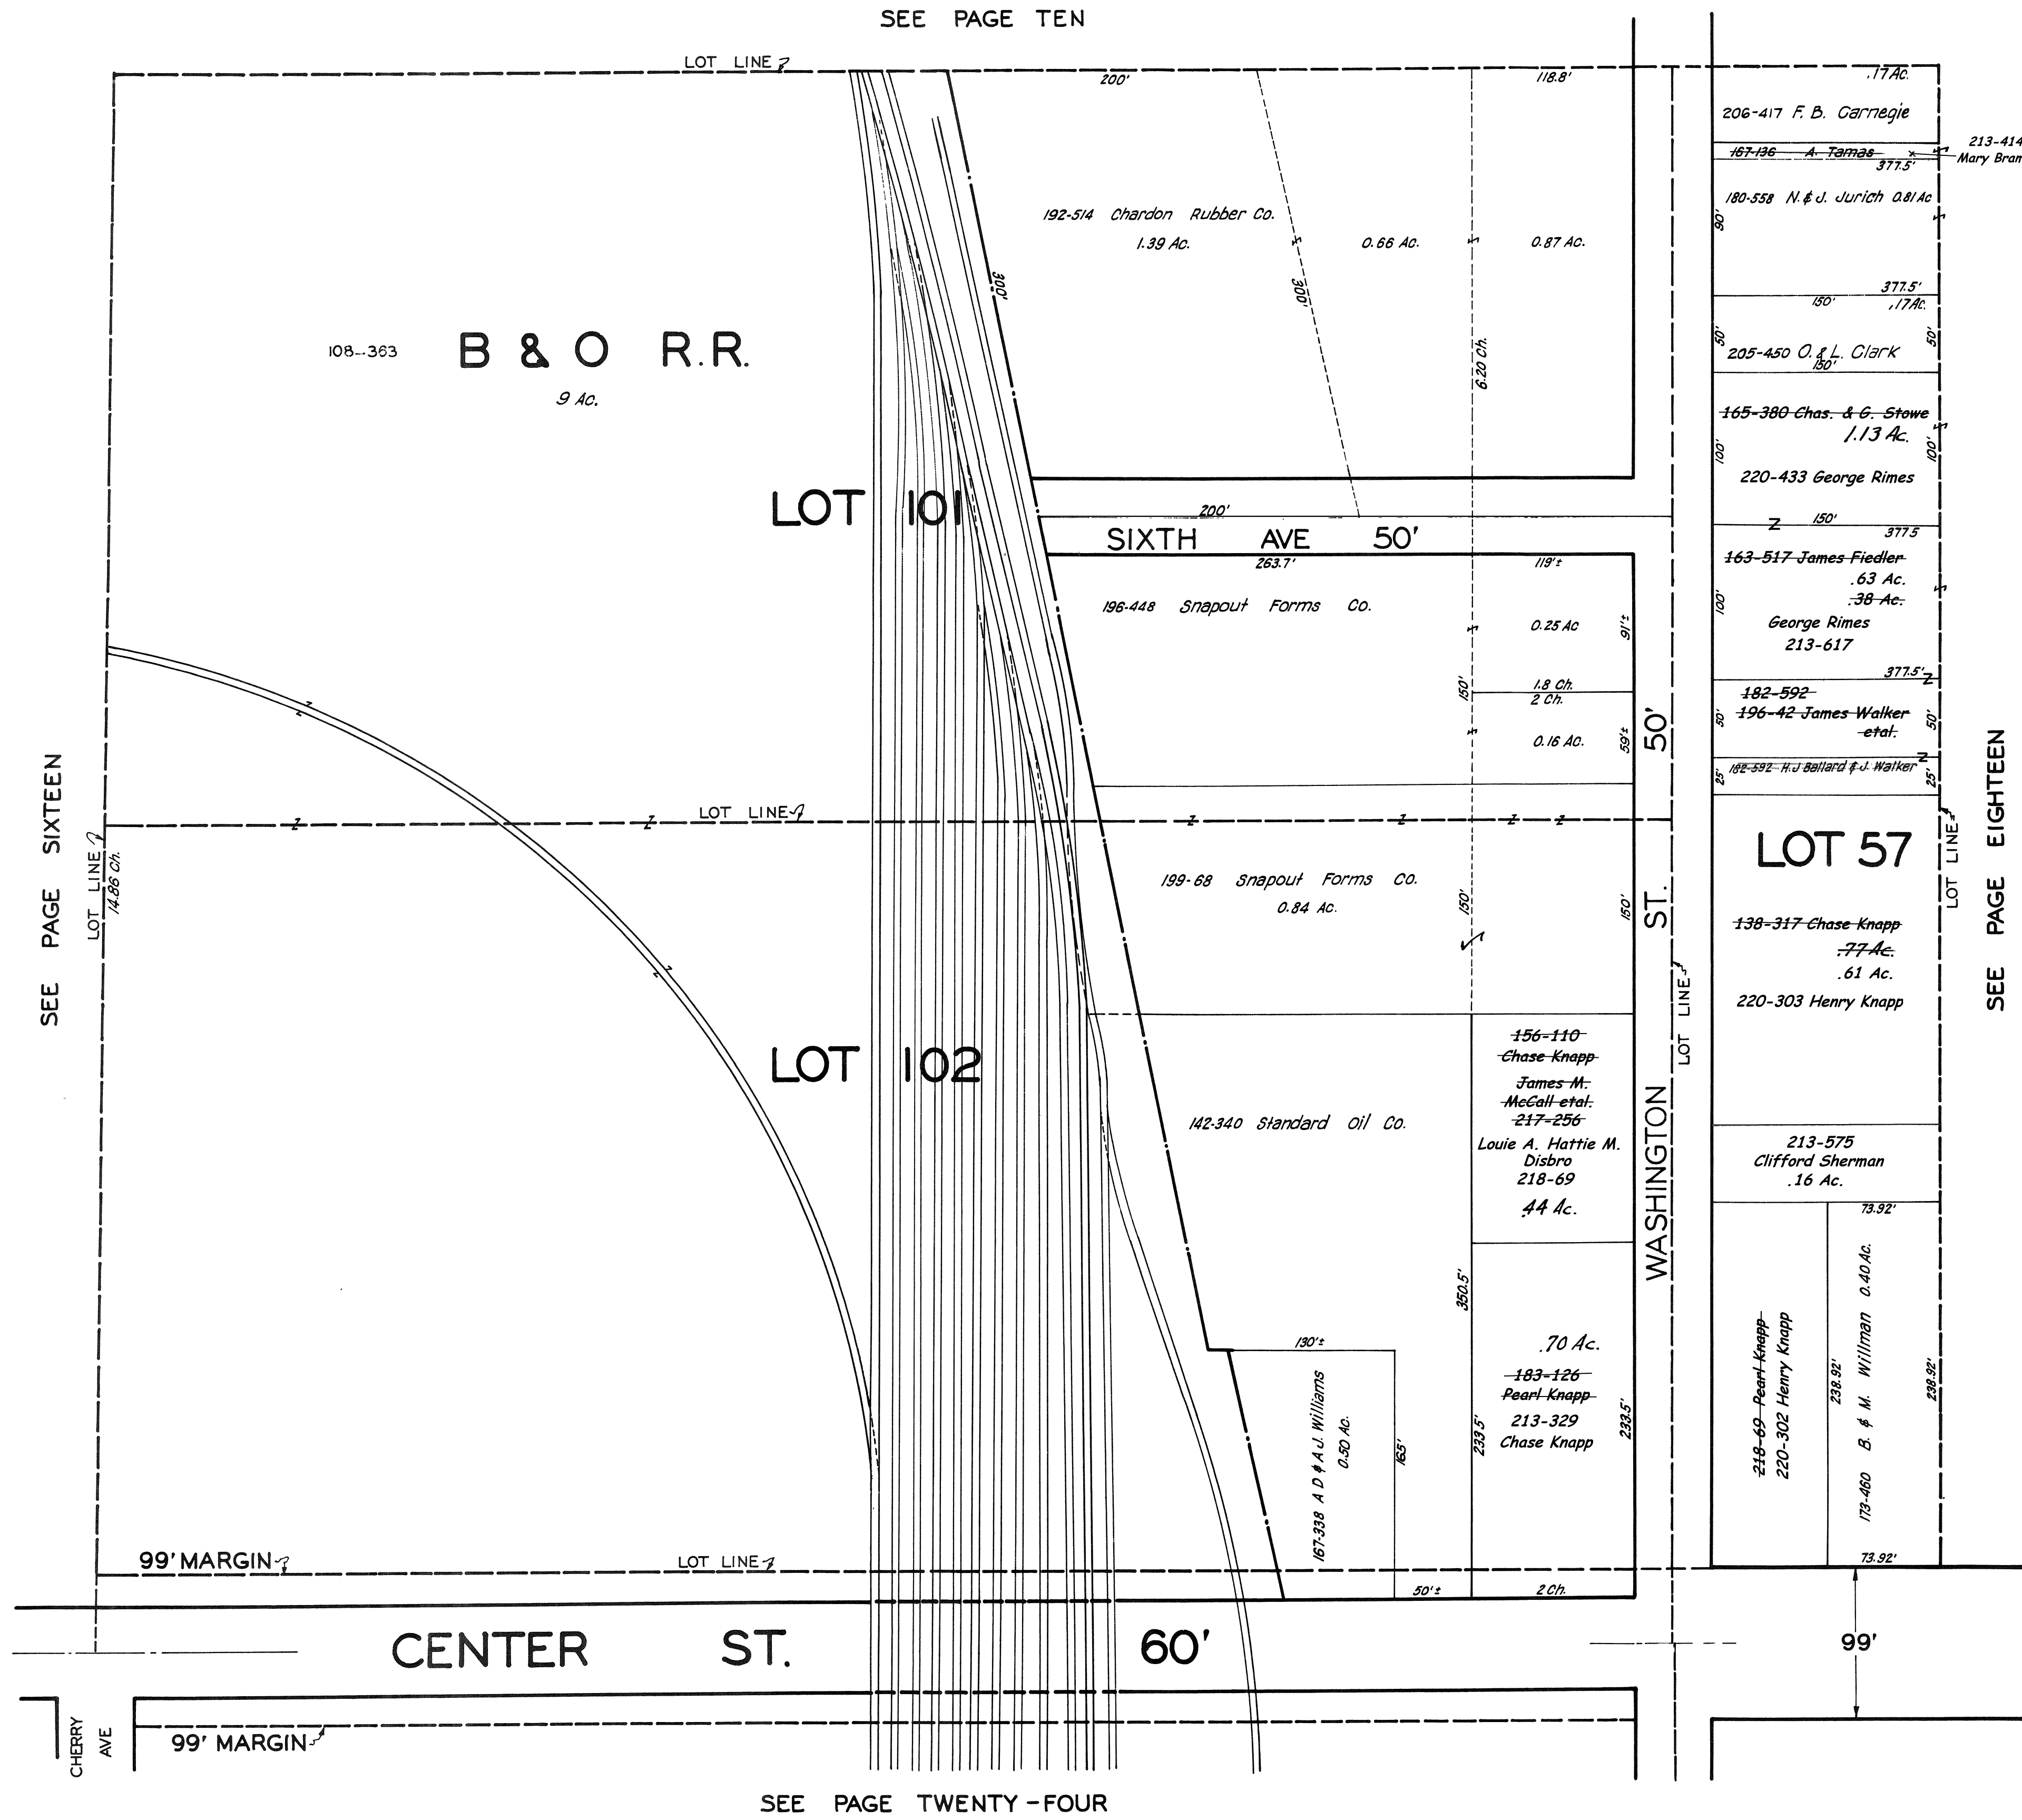 SEE PAGE TEN
LOT LINE
200'
118.8'
.17 Ac.
206-417 F. B. Carnegie
167-136 A. Tamas
377.5'
213-414
180-558 N. & J. Jurich 0.81 Ac
90'
377.5'
150'
.17 Ac.
50'
50'
205-450 O. & L. Clark
150'
165-380 Chas. & G. Stowe
1.13 Ac.
100'
100'
220-433 George Rimes
150'
377.5
163-517 James Fiedler
.63 Ac.
.38 Ac.
100'
George Rimes
213-617
377.5'
182-592
196-42 James Walker
etal.
50'
50'
182-592 H.J Ballard & J. Walker
25'
25'
LOT 57
LOT LINE
138-317 Chase Knapp
.77 Ac.
.61 Ac.
220-303 Henry Knapp
213-575
Clifford Sherman
.16 Ac.
73.92'
218-69 Pearl Knapp
220-302 Henry Knapp
238.92'
173-460 B. & M. Willman 0.40 Ac.
238.92'
73.92'
SEE PAGE EIGHTEEN
192-514 Chardon Rubber Co.
1.39 Ac.
0.66 Ac.
0.87 Ac.
300'
300'
6.20 Ch.
108-363
B & O R.R.
9 Ac.
LOT 101
200'
SIXTH AVE 50'
263.7'
119'±
196-448 Snapout Forms Co.
0.25 Ac
91'±
150'
1.8 Ch.
2 Ch.
0.16 Ac.
59'±
LOT LINE
SEE PAGE SIXTEEN
LOT LINE
14.86 Ch.
199-68 Snapout Forms Co.
0.84 Ac.
150'
150'
WASHINGTON ST. 50'
LOT LINE
LOT 102
142-340 Standard Oil Co.
156-110
Chase Knapp
James M.
McCall etal.
217-256
Louie A. Hattie M.
Disbro
218-69
.44 Ac.
350.5'
130'±
167-338 A D & A J. Williams
0.50 Ac.
165'
.70 Ac.
183-126
Pearl Knapp
213-329
Chase Knapp
233.5'
233.5'
99' MARGIN
LOT LINE
50'±
2 Ch.
CENTER ST. 60'
99'
CHERRY
AVE
99' MARGIN
SEE PAGE TWENTY-FOUR